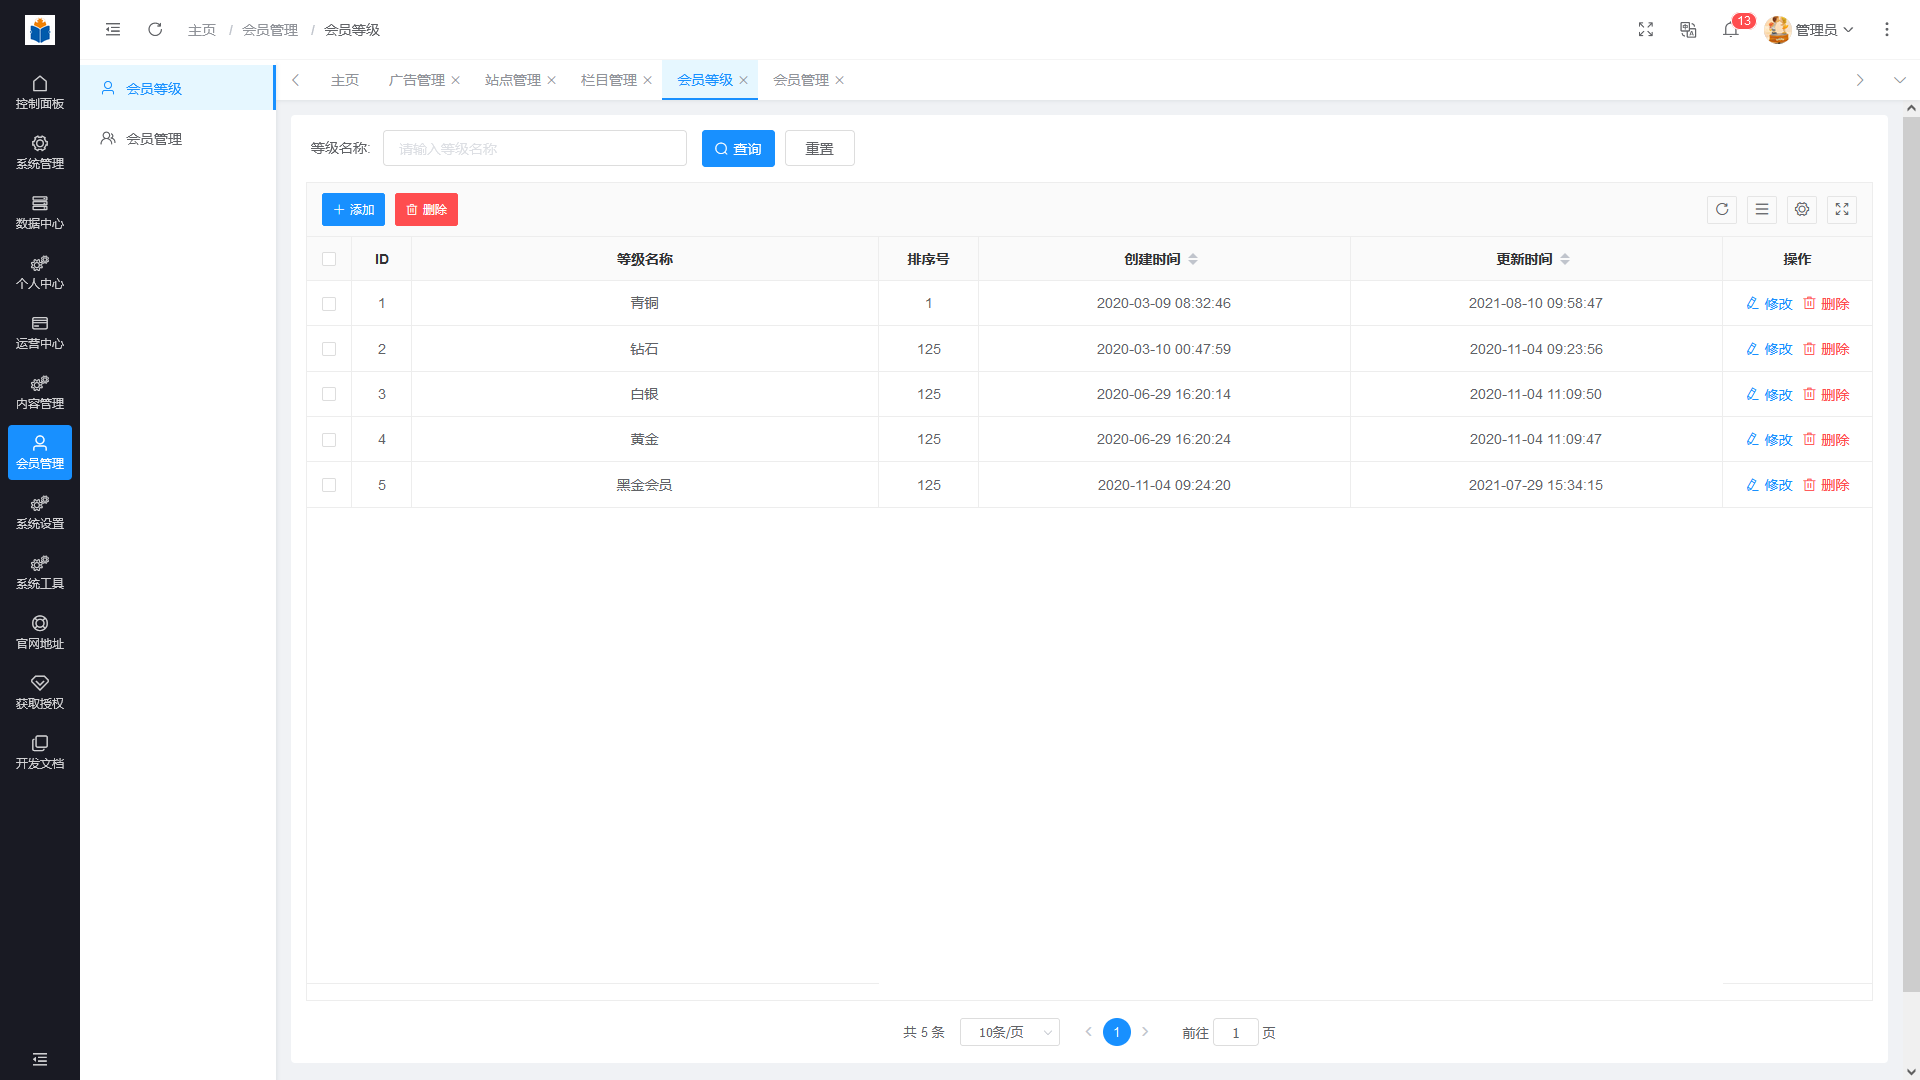 主页 / 会员管理 / 会员等级
13
管理员
控制面板
系统管理
数据中心
个人中心
运营中心
内容管理
会员管理
系统设置
系统工具
官网地址
获取授权
开发文档
会员等级
会员管理
主页 广告管理 站点管理 栏目管理 会员等级 会员管理
等级名称: 请输入等级名称 查询 重置
添加 删除
ID 等级名称 排序号 创建时间 更新时间 操作
1 青铜 1 2020-03-09 08:32:46 2021-08-10 09:58:47 修改 删除
2 钻石 125 2020-03-10 00:47:59 2020-11-04 09:23:56 修改 删除
3 白银 125 2020-06-29 16:20:14 2020-11-04 11:09:50 修改 删除
4 黄金 125 2020-06-29 16:20:24 2020-11-04 11:09:47 修改 删除
5 黑金会员 125 2020-11-04 09:24:20 2021-07-29 15:34:15 修改 删除
共 5 条 10条/页 1 前往 1 页